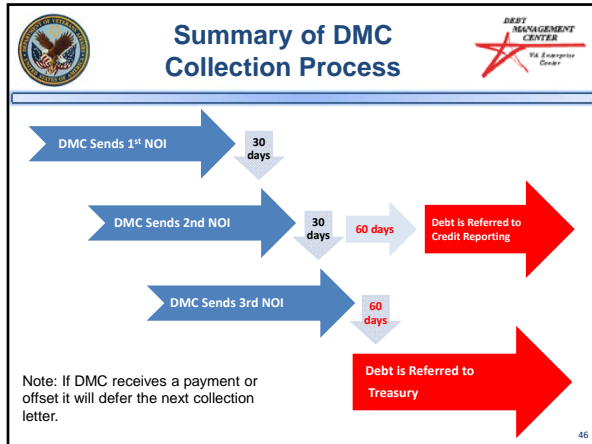 Summary of DMC
Collection Process
DEBT
MANAGEMENT
CENTER
VA Enterprise
Center
DMC Sends 1st NOI
30
days
DMC Sends 2nd NOI
30
days
60 days
Debt is Referred to
Credit Reporting
DMC Sends 3rd NOI
60
days
Debt is Referred to
Treasury
Note: If DMC receives a payment or
offset it will defer the next collection
letter.
46